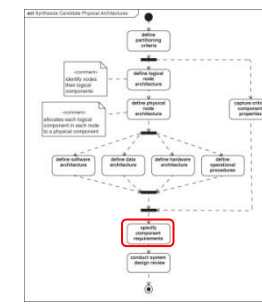 act Synthesize Candidate Physical Architectures
define
partitioning
criteria
«comment»
identify nodes
their logical
components
define logical
node
architecture
«comment»
allocates each logical
component in each node
to a physical component
define physical
node
architecture
capture criti
component
properties
define software
architecture
define data
architecture
define hardware
architecture
define
operational
procedures
specify
component
requirements
conduct system
design review